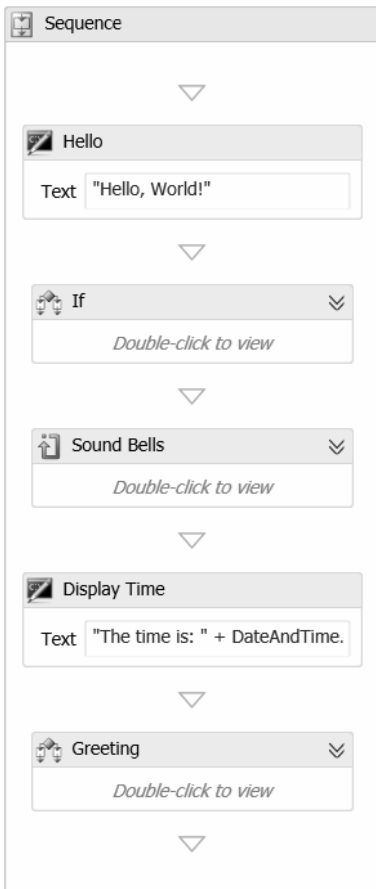 Sequence
Hello
Text "Hello, World!"
If
Double-click to view
Sound Bells
Double-click to view
Display Time
Text "The time is: " + DateAndTime.
Greeting
Double-click to view